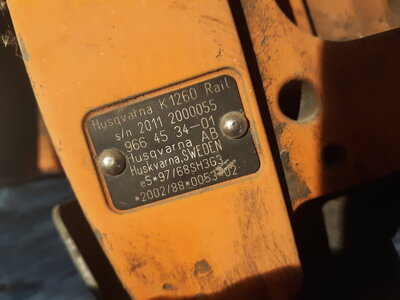 Husqvarna K1260 Rail
s/n 2011 2000055
966 45 34-01
Husqvarna AB
Huskvarna,SWEDEN
e5*97/68SH3G3
*2002/88*0053*02